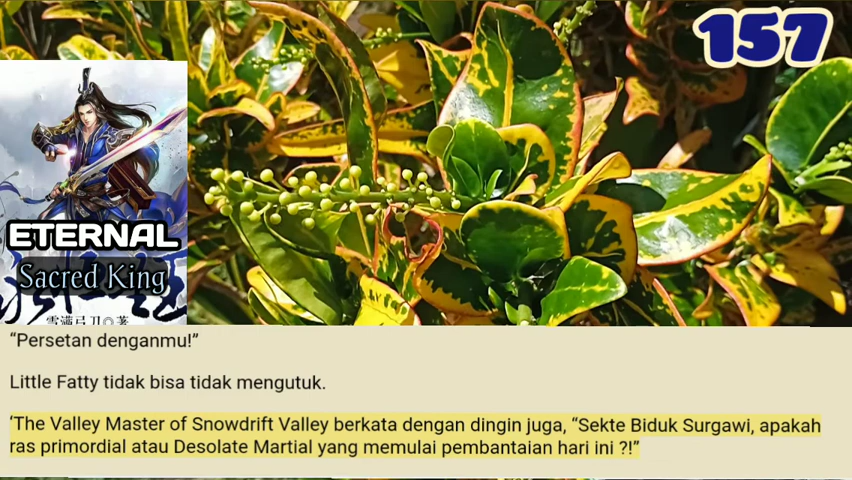 157
ETERNAL
Sacred King
雪满弓刀◎著
“Persetan denganmu!”
Little Fatty tidak bisa tidak mengutuk.
‘The Valley Master of Snowdrift Valley berkata dengan dingin juga, “Sekte Biduk Surgawi, apakah
ras primordial atau Desolate Martial yang memulai pembantaian hari ini ?!”